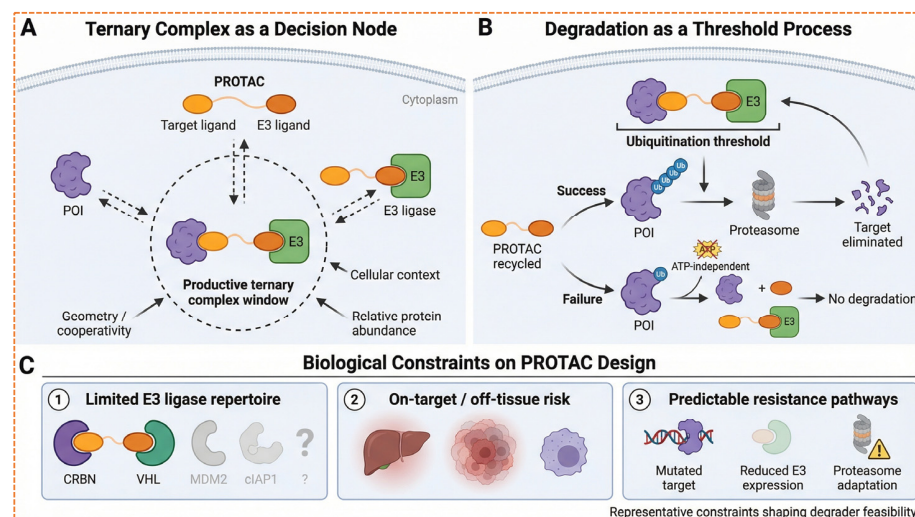 A
Ternary Complex as a Decision Node
PROTAC
Cytoplasm
Target ligand
E3 ligand
POI
E3
E3 ligase
E3
Productive ternary
complex window
Cellular context
Geometry /
cooperativity
Relative protein
abundance
B
Degradation as a Threshold Process
E3
Ubiquitination threshold
Success
Ub
Ub
Ub
Ub
POI
Proteasome
Target
eliminated
PROTAC
recycled
ATP
ATP-independent
Failure
Ub
POI
+
E3
No degradation
C
Biological Constraints on PROTAC Design
1
Limited E3 ligase repertoire
CRBN
VHL
MDM2
cIAP1
?
?
2
On-target / off-tissue risk
3
Predictable resistance pathways
Mutated
target
Reduced E3
expression
Proteasome
adaptation
Representative constraints shaping degrader feasibility